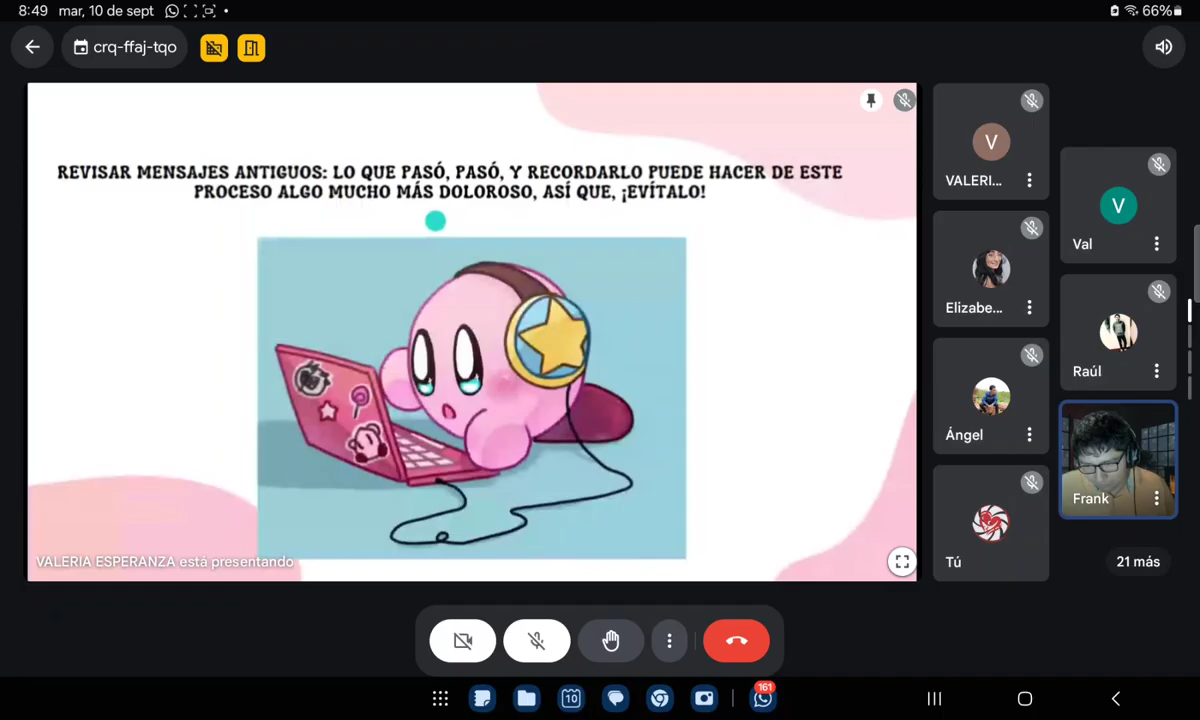 8:49 mar, 10 de sept
66%
crq-ffaj-tqo
REVISAR MENSAJES ANTIGUOS: LO QUE PASÓ, PASÓ, Y RECORDARLO PUEDE HACER DE ESTE
PROCESO ALGO MUCHO MÁS DOLOROSO, ASÍ QUE, ¡EVÍTALO!
VALERIA ESPERANZA está presentando
V
VALERI...
V
Val
Elizabe...
Raúl
Ángel
Frank
Tú
21 más
10
161